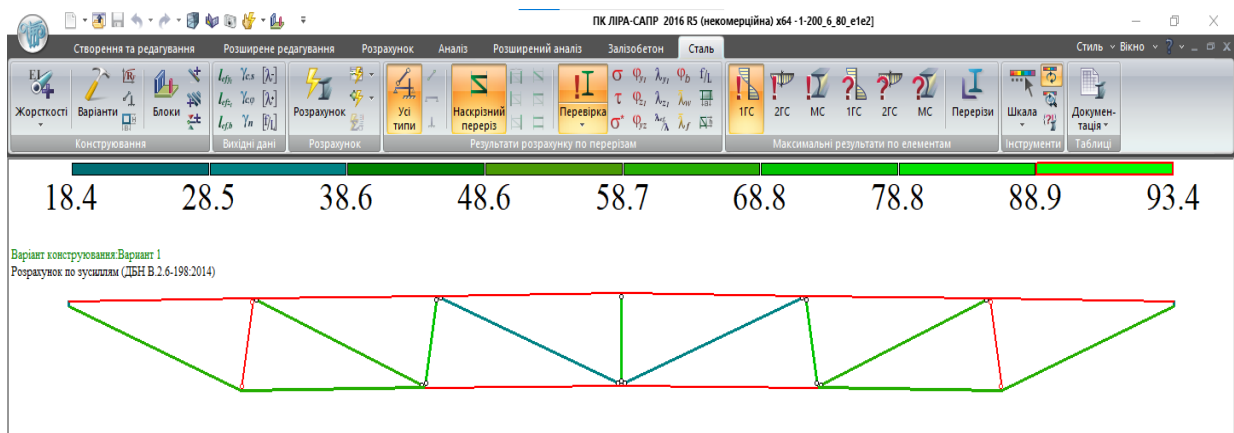 ПК ЛІРА-САПР 2016 R5 (некомерційна) x64 -1-200_6_80_e1e2]
Створення та редагування Розширене редагування Розрахунок Аналіз Розширений аналіз Залізобетон Сталь Стиль Вікно
Жорсткості Варіанти Блоки Розрахунок Усі типи Наскрізний переріз Перевірка 1ГС 2ГС МС 1ГС 2ГС МС Перерізи Шкала Докумен-тація
Конструювання Вихідні дані Розрахунок Результати розрахунку по перерізам Максимальні результати по елементам Інструменти Таблиці
18.4 28.5 38.6 48.6 58.7 68.8 78.8 88.9 93.4
Варіант конструювання:Вариант 1
Розрахунок по зусиллям (ДБН В.2.6-198:2014)